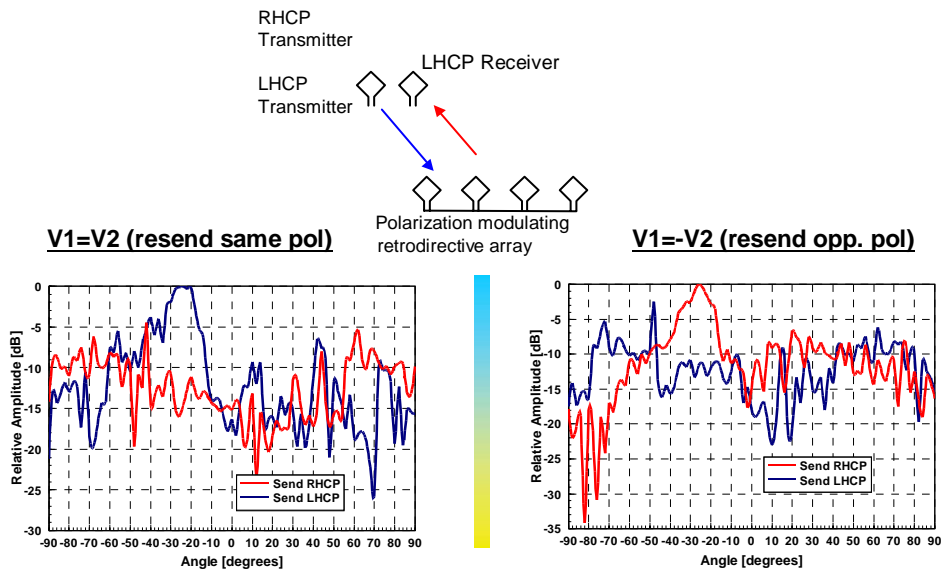 RHCP
Transmitter
LHCP Receiver
LHCP
Transmitter
Polarization modulating
retrodirective array
V1=V2 (resend same pol)
V1=-V2 (resend opp. pol)
Relative Amplitude [dB]
0
-5
-10
-15
-20
-25
-30
-90 -80 -70 -60 -50 -40 -30 -20 -10 0 10 20 30 40 50 60 70 80 90
Angle [degrees]
Send RHCP
Send LHCP
Relative Amplitude [dB]
0
-5
-10
-15
-20
-25
-30
-35
-90 -80 -70 -60 -50 -40 -30 -20 -10 0 10 20 30 40 50 60 70 80 90
Angle [degrees]
Send RHCP
Send LHCP